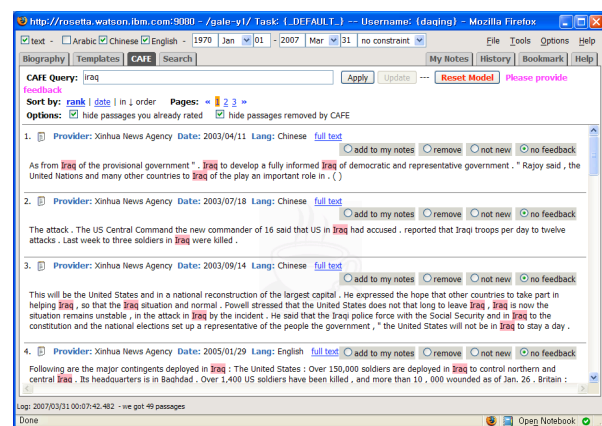 http://rosetta.watson.ibm.com:9080 - /gale-y1/ Task: {_DEFAULT_} -- Username: {daqing} - Mozilla Firefox
text - Arabic Chinese English - 1970 Jan 01 - 2007 Mar 31 no constraint File Tools Options Help
Biography Templates CAFE Search My Notes History Bookmark Help
CAFE Query: iraq Apply Update --- Reset Model Please provide
feedback
Sort by: rank | date | in ↓ order Pages: « 1 2 3 »
Options: hide passages you already rated hide passages removed by CAFE
1. Provider: Xinhua News Agency Date: 2003/04/11 Lang: Chinese full text
add to my notes remove not new no feedback
As from Iraq of the provisional government " . Iraq to develop a fully informed Iraq of democratic and representative government . " Rajoy said , the
United Nations and many other countries to Iraq of the play an important role in . ( )
2. Provider: Xinhua News Agency Date: 2003/07/18 Lang: Chinese full text
add to my notes remove not new no feedback
The attack . The US Central Command the new commander of 16 said that US in Iraq had accused . reported that Iraqi troops per day to twelve
attacks . Last week to three soldiers in Iraq were killed .
3. Provider: Xinhua News Agency Date: 2003/09/14 Lang: Chinese full text
add to my notes remove not new no feedback
This will be the United States and in a national reconstruction of the largest capital . He expressed the hope that other countries to take part in
helping Iraq , so that the Iraq situation and normal . Powell stressed that the United States does not that long to leave Iraq , Iraq is now the
situation remains unstable , in the attack in Iraq by the incident . He said that the Iraqi police force with the Social Security and in Iraq to the
constitution and the national elections set up a representative of the people the government , " the United States will not be in Iraq to stay a day .
4. Provider: Xinhua News Agency Date: 2005/01/29 Lang: English full text
add to my notes remove not new no feedback
Following are the major contingents deployed in Iraq : The United States : Over 150,000 soldiers are deployed in Iraq to control northern and
central Iraq . Its headquarters is in Baghdad . Over 1,400 US soldiers have been killed , and more than 10 , 000 wounded as of Jan. 26 . Britain :
Log: 2007/03/31 00:07:42.482 - we got 49 passages
Done Open Notebook